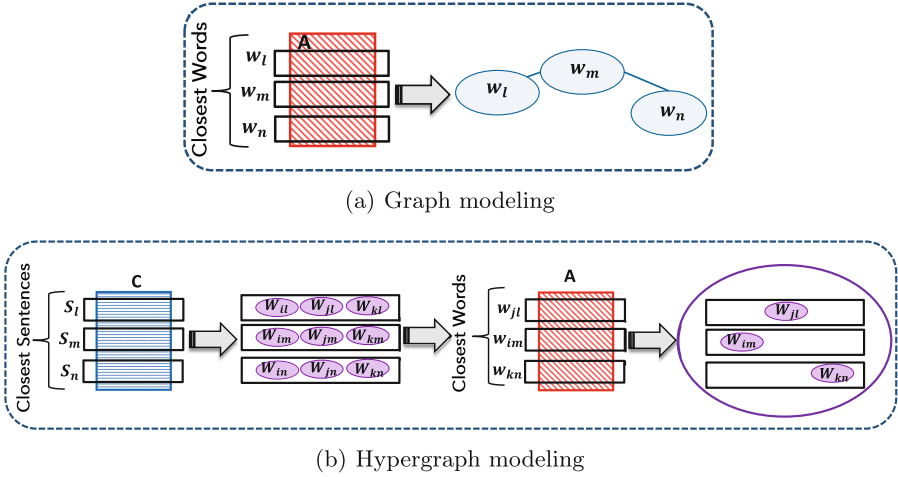 Closest Words
A
w_l
w_m
w_n
w_l
w_m
w_n
(a) Graph modeling
Closest Sentences
C
S_l
S_m
S_n
W_il W_jl W_kl
W_im W_jm W_km
W_in W_jn W_kn
Closest Words
A
w_jl
w_im
w_kn
W_jl
W_im
W_kn
(b) Hypergraph modeling